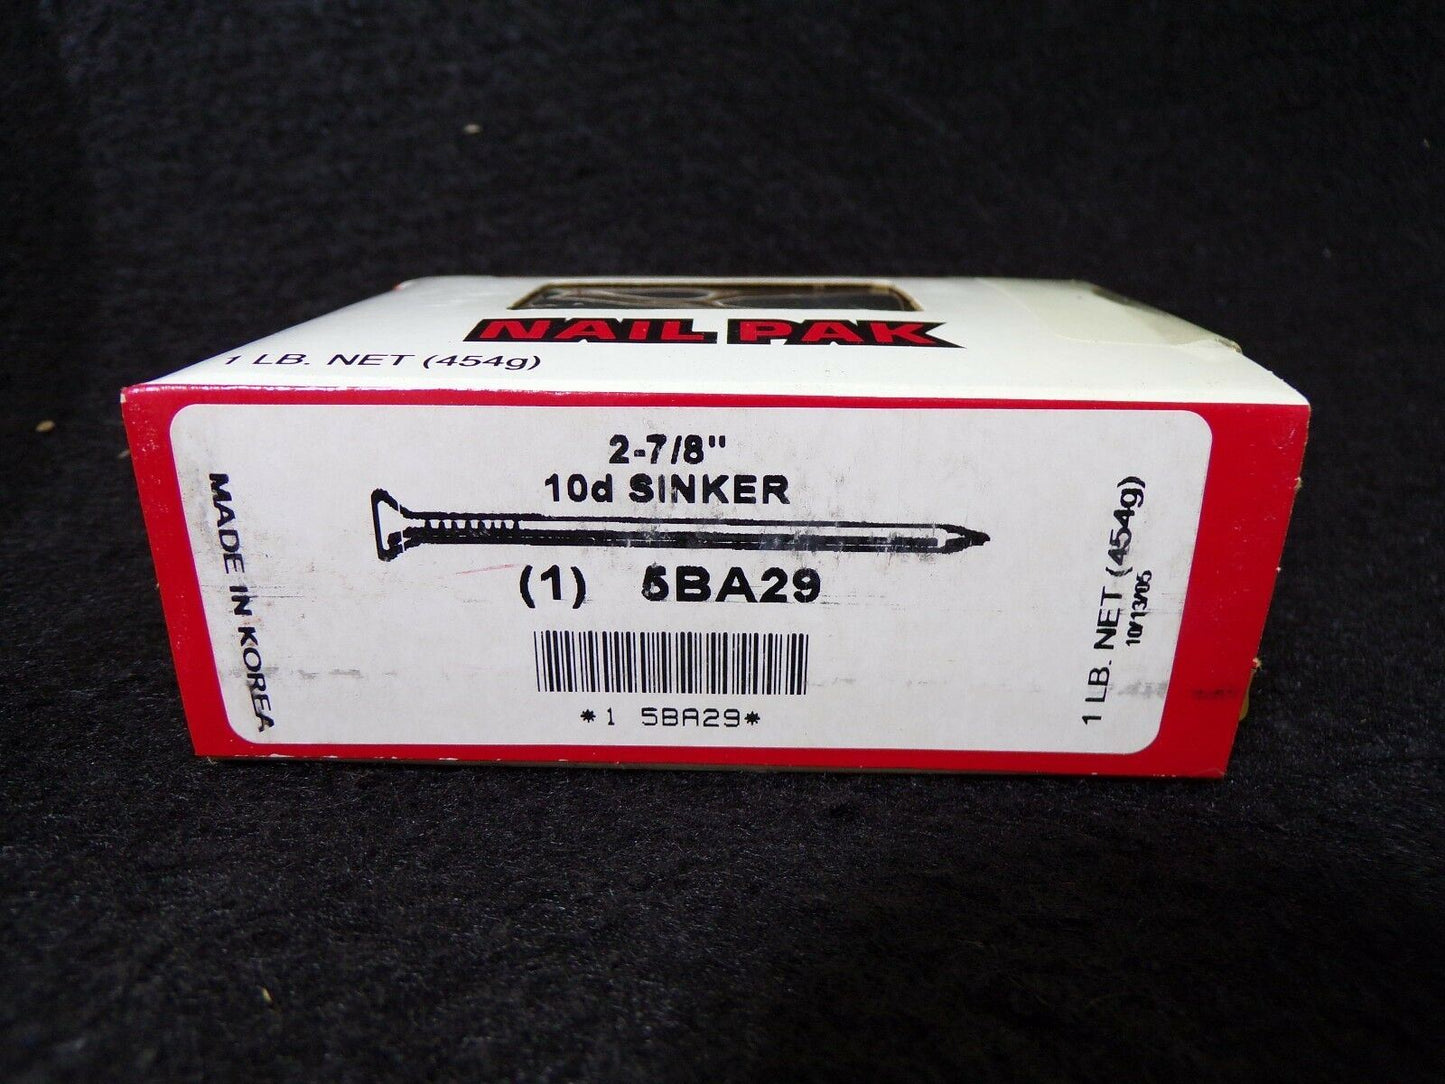 NAIL PAK
1 LB. NET (454g)
2-7/8"
10d SINKER
(1) 5BA29
*1 5BA29*
MADE IN KOREA
1 LB. NET (454g)
10/13/05